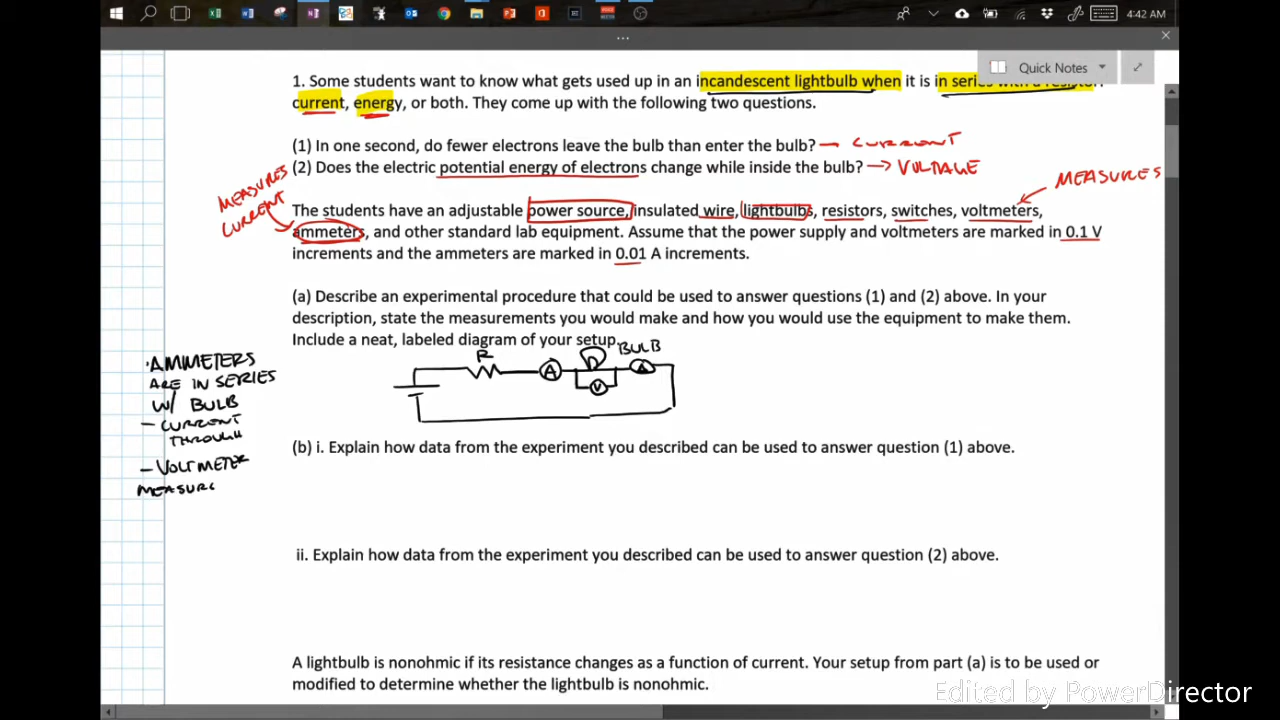 4:42 AM
Quick Notes
1. Some students want to know what gets used up in an incandescent lightbulb when it is in series with a resistor:
current, energy, or both. They come up with the following two questions.
(1) In one second, do fewer electrons leave the bulb than enter the bulb? → CURRENT
(2) Does the electric potential energy of electrons change while inside the bulb? → VOLTAGE
MEASURES
CURRENT
MEASURES
The students have an adjustable power source, insulated wire, lightbulbs, resistors, switches, voltmeters,
ammeters, and other standard lab equipment. Assume that the power supply and voltmeters are marked in 0.1 V
increments and the ammeters are marked in 0.01 A increments.
(a) Describe an experimental procedure that could be used to answer questions (1) and (2) above. In your
description, state the measurements you would make and how you would use the equipment to make them.
Include a neat, labeled diagram of your setup.
R A BULB A
V
·AMMETERS
ARE IN SERIES
W/ BULB
- CURRENT
THROUGH
- VOLTMETER
MEASUR
(b) i. Explain how data from the experiment you described can be used to answer question (1) above.
ii. Explain how data from the experiment you described can be used to answer question (2) above.
A lightbulb is nonohmic if its resistance changes as a function of current. Your setup from part (a) is to be used or
modified to determine whether the lightbulb is nonohmic.
Edited by PowerDirector